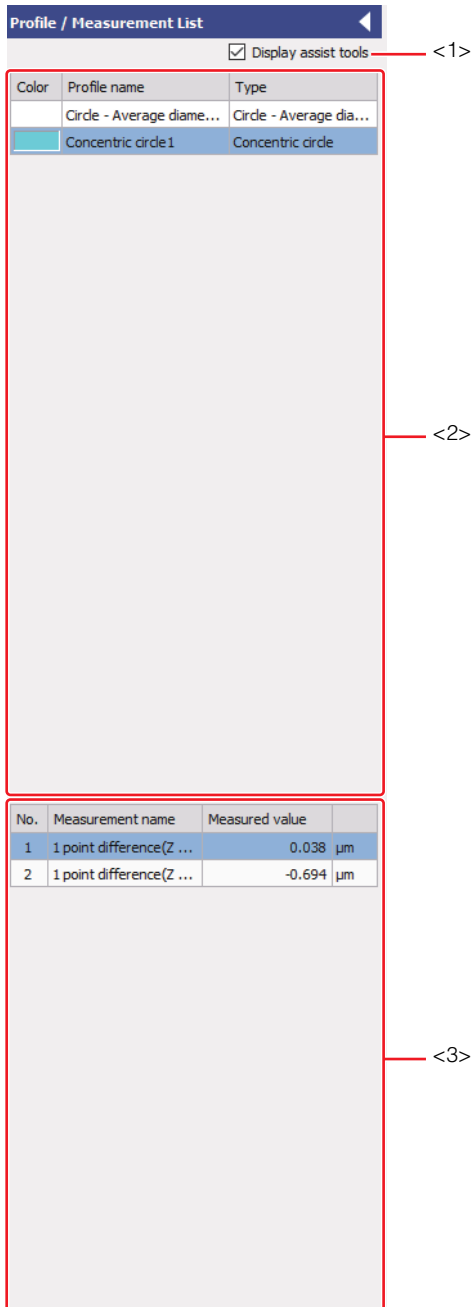 Profile / Measurement List
Display assist tools <1>
Color Profile name Type
Circle - Average diame... Circle - Average dia...
Concentric circle1 Concentric circle
<2>
No. Measurement name Measured value
1 1 point difference(Z ... 0.038 µm
2 1 point difference(Z ... -0.694 µm
<3>